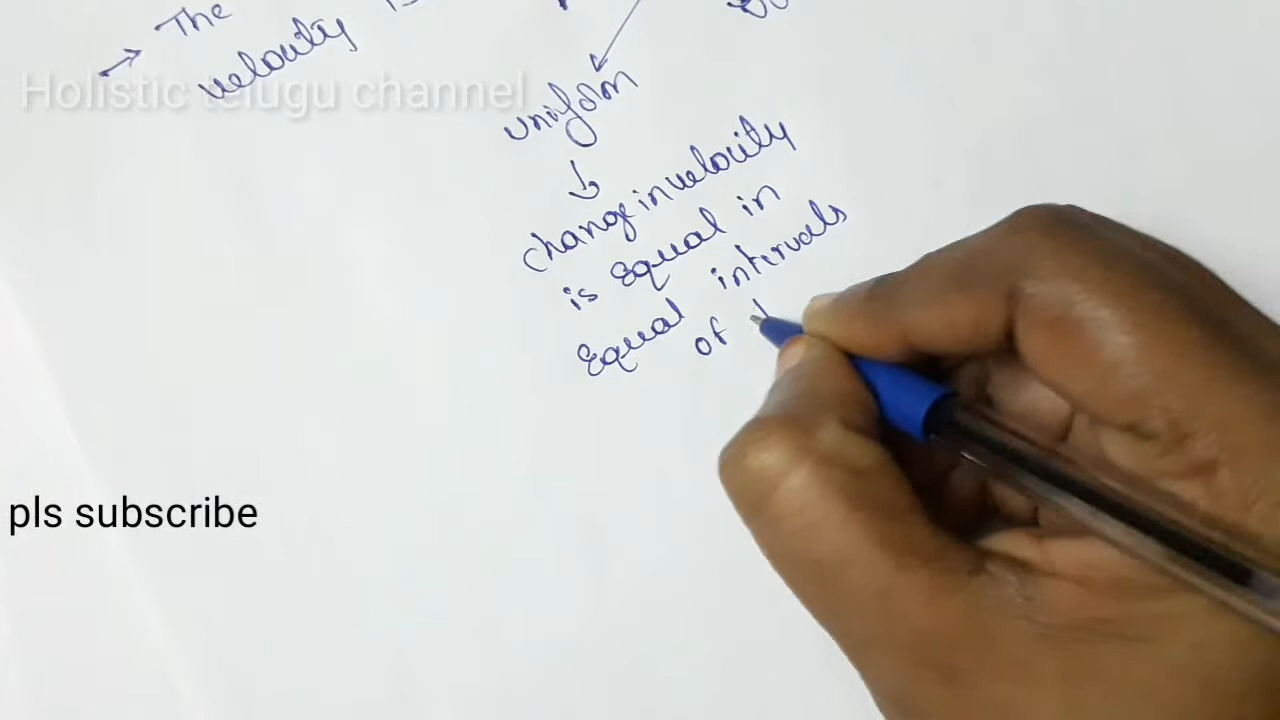 → The
velocity
Holistic telugu channel
uniform
↓
change in velocity
is equal in
equal intervals
of
pls subscribe